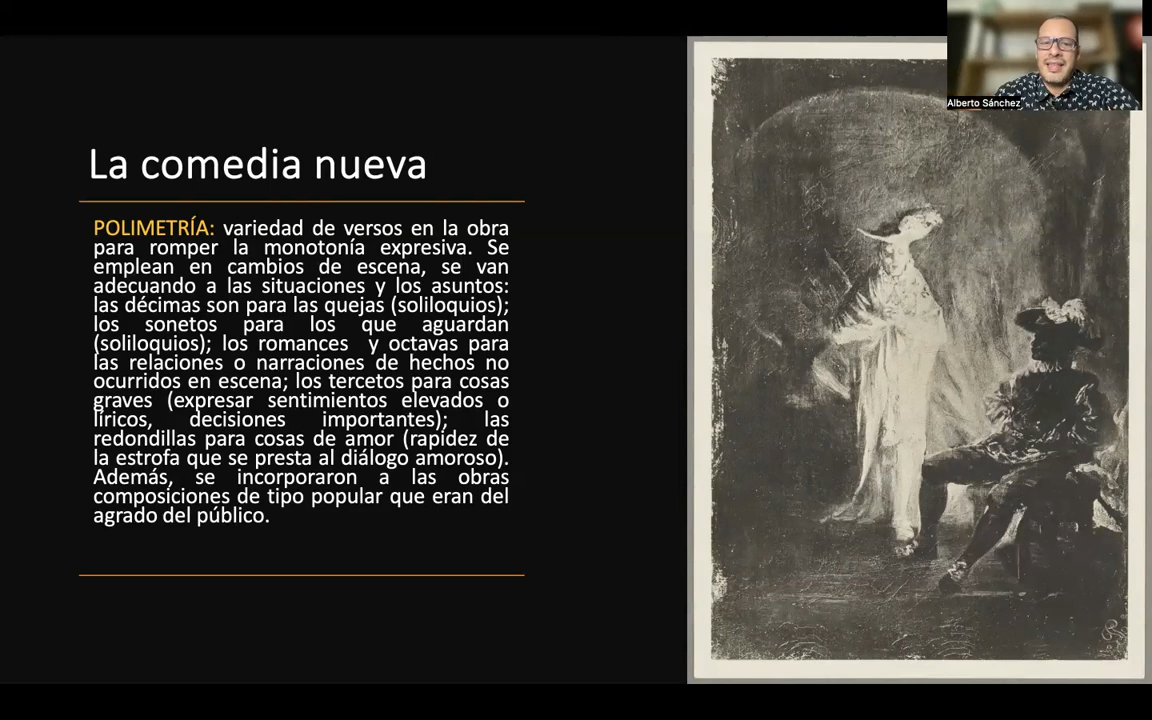 Alberto Sánchez
La comedia nueva
POLIMETRÍA: variedad de versos en la obra
para romper la monotonía expresiva. Se
emplean en cambios de escena, se van
adecuando a las situaciones y los asuntos:
las décimas son para las quejas (soliloquios);
los sonetos para los que aguardan
(soliloquios); los romances y octavas para
las relaciones o narraciones de hechos no
ocurridos en escena; los tercetos para cosas
graves (expresar sentimientos elevados o
líricos, decisiones importantes); las
redondillas para cosas de amor (rapidez de
la estrofa que se presta al diálogo amoroso).
Además, se incorporaron a las obras
composiciones de tipo popular que eran del
agrado del público.